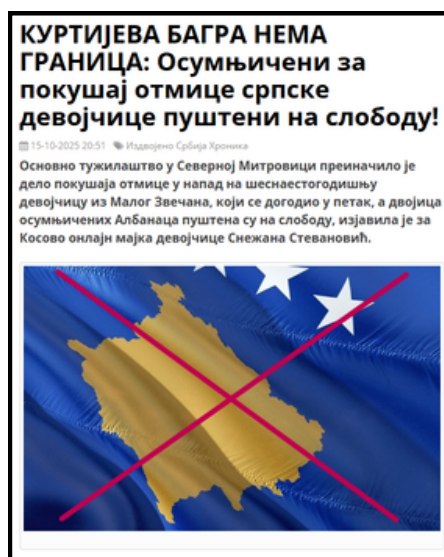 КУРТИЈЕВА БАГРА НЕМА
ГРАНИЦА: Осумњичени за
покушај отмице српске
девојчице пуштени на слободу!
15-10-2025 20:51 Издвојено Србија Хроника
Основно тужилаштво у Северној Митровици преиначило је
дело покушаја отмице у напад на шеснаестогодишњу
девојчицу из Малог Звечана, који се догодио у петак, а двојица
осумњичених Албанаца пуштена су на слободу, изјавила је за
Косово онлајн мајка девојчице Снежана Стевановић.